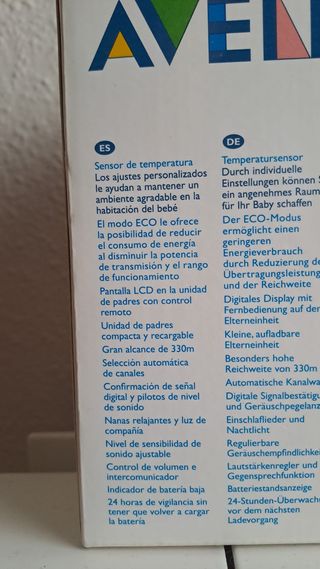 AVEN
ES
Sensor de temperatura
Los ajustes personalizados
le ayudan a mantener un
ambiente agradable en la
habitación del bebé
El modo ECO le ofrece
la posibilidad de reducir
el consumo de energía
al disminuir la potencia
de transmisión y el rango
de funcionamiento
Pantalla LCD en la unidad
de padres con control
remoto
Unidad de padres
compacta y recargable
Gran alcance de 330m
Selección automática
de canales
Confirmación de señal
digital y pilotos de nivel
de sonido
Nanas relajantes y luz de
compañía
Nivel de sensibilidad de
sonido ajustable
Control de volumen e
intercomunicador
Indicador de batería baja
24 horas de vigilancia sin
tener que volver a cargar
la batería
DE
Temperatursensor
Durch individuelle
Einstellungen können S
ein angenehmes Raum
für Ihr Baby schaffen
Der ECO-Modus
ermöglicht einen
geringeren
Energieverbrauch
durch Reduzierung de
Übertragungsleistung
und der Reichweite
Digitales Display mit
Fernbedienung auf der
Elterneinheit
Kleine, aufladbare
Elterneinheit
Besonders hohe
Reichweite von 330m
Automatische Kanalwa
Digitale Signalbestätigu
und Geräuschpegelanz
Einschlaflieder und
Nachtlicht
Regulierbare
Geräuschempfindlichke
Lautstärkenregler und
Gegensprechfunktion
Batteriestandsanzeige
24-Stunden-Überwach
vor dem nächsten
Ladevorgang